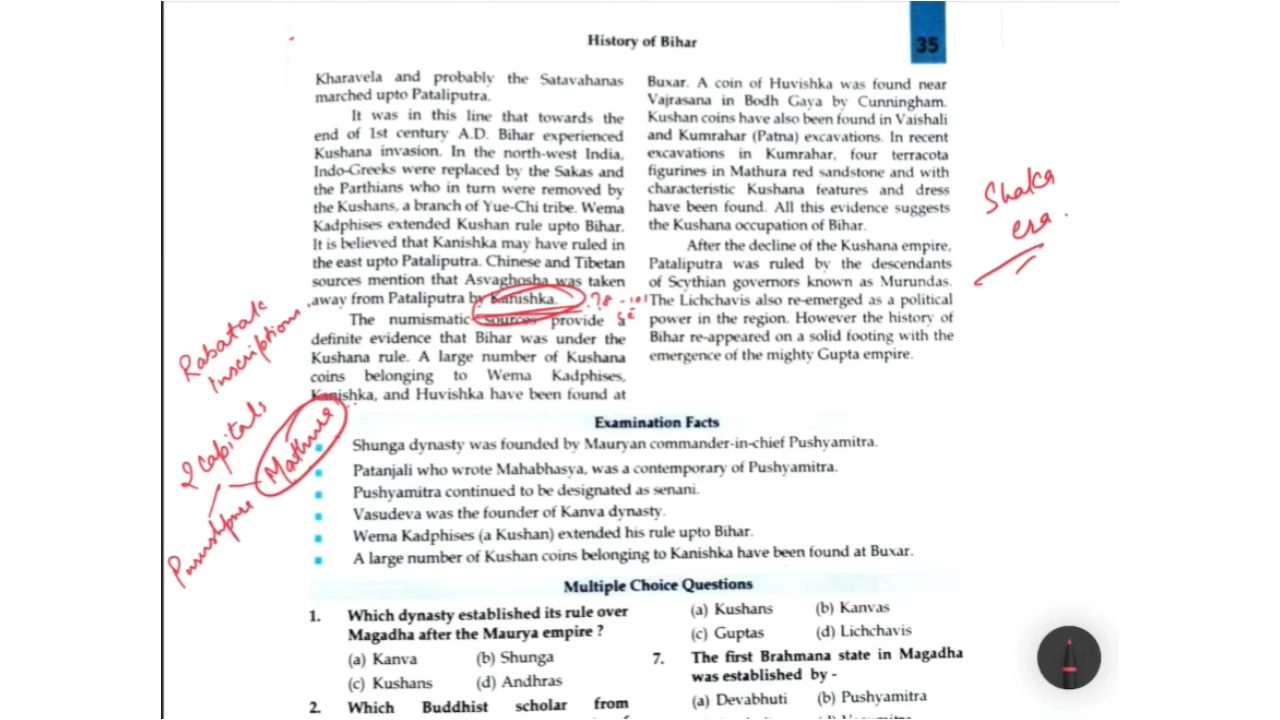 History of Bihar
35
Kharavela and probably the Satavahanas
marched upto Pataliputra.
It was in this line that towards the
end of 1st century A.D. Bihar experienced
Kushana invasion. In the north-west India,
Indo-Greeks were replaced by the Sakas and
the Parthians who in turn were removed by
the Kushans, a branch of Yue-Chi tribe. Wema
Kadphises extended Kushan rule upto Bihar.
It is believed that Kanishka may have ruled in
the east upto Pataliputra. Chinese and Tibetan
sources mention that Asvaghosha was taken
away from Pataliputra by Kanishka.
78 - 101
The numismatic sources provide a
definite evidence that Bihar was under the
Kushana rule. A large number of Kushana
coins belonging to Wema Kadphises,
Kanishka, and Huvishka have been found at
Buxar. A coin of Huvishka was found near
Vajrasana in Bodh Gaya by Cunningham.
Kushan coins have also been found in Vaishali
and Kumrahar (Patna) excavations. In recent
excavations in Kumrahar, four terracota
figurines in Mathura red sandstone and with
characteristic Kushana features and dress
have been found. All this evidence suggests
the Kushana occupation of Bihar.
After the decline of the Kushana empire,
Pataliputra was ruled by the descendants
of Scythian governors known as Murundas.
The Lichchavis also re-emerged as a political
power in the region. However the history of
Bihar re-appeared on a solid footing with the
emergence of the mighty Gupta empire.
Shaka
era.
Rabatak
inscriptions.
2 Capitals
Mathura
Examination Facts
Shunga dynasty was founded by Mauryan commander-in-chief Pushyamitra.
Patanjali who wrote Mahabhasya, was a contemporary of Pushyamitra.
Pushyamitra continued to be designated as senani.
Vasudeva was the founder of Kanva dynasty.
Wema Kadphises (a Kushan) extended his rule upto Bihar.
A large number of Kushan coins belonging to Kanishka have been found at Buxar.
Multiple Choice Questions
1. Which dynasty established its rule over
Magadha after the Maurya empire ?
(a) Kanva (b) Shunga
(c) Kushans (d) Andhras
2. Which Buddhist scholar from
(a) Kushans (b) Kanvas
(c) Guptas (d) Lichchavis
7. The first Brahmana state in Magadha
was established by -
(a) Devabhuti (b) Pushyamitra